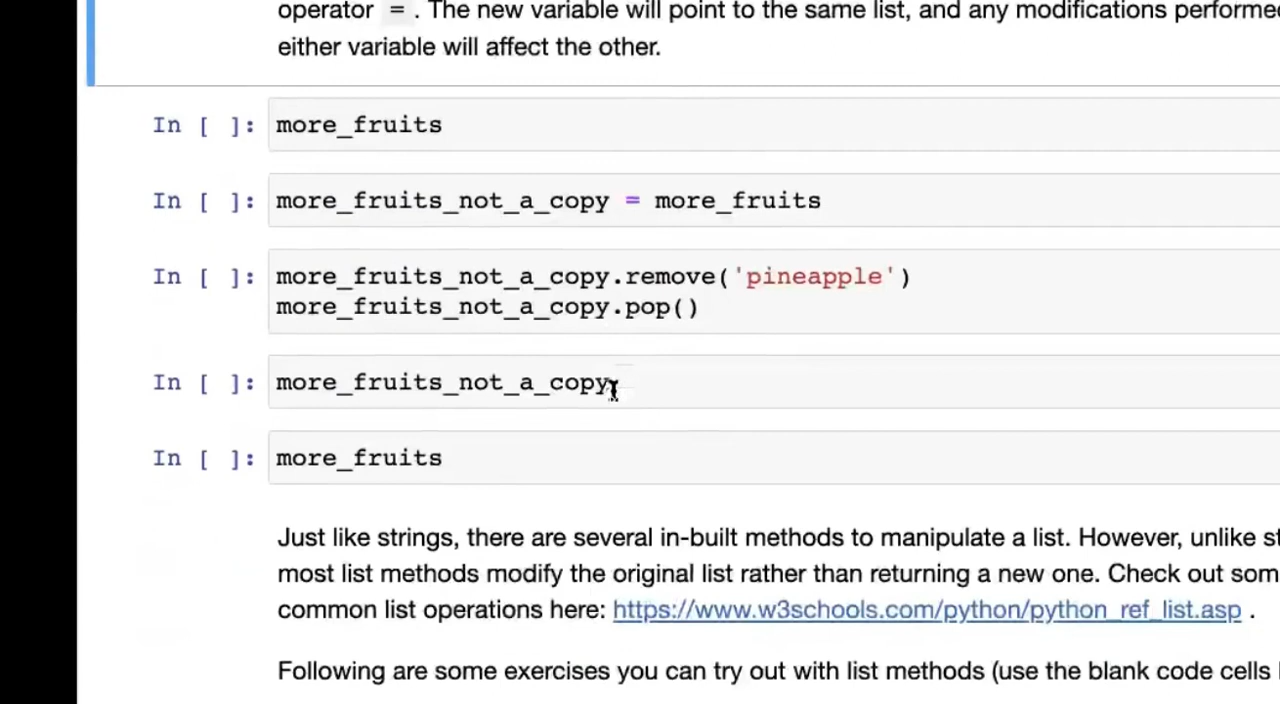 operator = . The new variable will point to the same list, and any modifications performed
either variable will affect the other.
In [ ]: more_fruits
In [ ]: more_fruits_not_a_copy = more_fruits
In [ ]: more_fruits_not_a_copy.remove('pineapple')
more_fruits_not_a_copy.pop()
In [ ]: more_fruits_not_a_copy
In [ ]: more_fruits
Just like strings, there are several in-built methods to manipulate a list. However, unlike st
most list methods modify the original list rather than returning a new one. Check out som
common list operations here: https://www.w3schools.com/python/python_ref_list.asp .
Following are some exercises you can try out with list methods (use the blank code cells